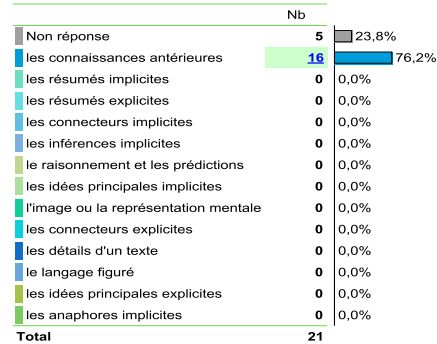 Nb
Non réponse 5 23,8%
les connaissances antérieures 16 76,2%
les résumés implicites 0 0,0%
les résumés explicites 0 0,0%
les connecteurs implicites 0 0,0%
les inférences implicites 0 0,0%
le raisonnement et les prédictions 0 0,0%
les idées principales implicites 0 0,0%
l'image ou la représentation mentale 0 0,0%
les connecteurs explicites 0 0,0%
les détails d'un texte 0 0,0%
le langage figuré 0 0,0%
les idées principales explicites 0 0,0%
les anaphores implicites 0 0,0%
Total 21